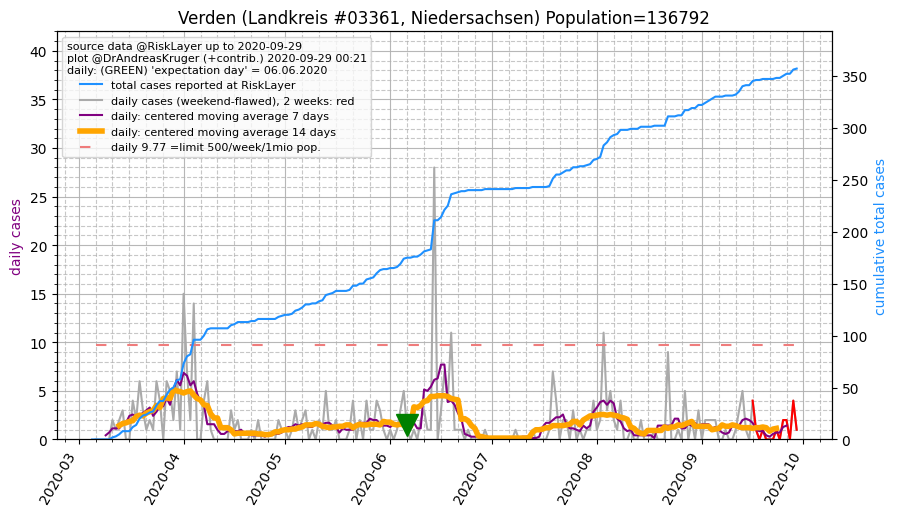 Verden (Landkreis #03361, Niedersachsen) Population=136792
source data @RiskLayer up to 2020-09-29
plot @DrAndreasKruger (+contrib.) 2020-09-29 00:21
daily: (GREEN) 'expectation day' = 06.06.2020
total cases reported at RiskLayer
daily cases (weekend-flawed), 2 weeks: red
daily: centered moving average 7 days
daily: centered moving average 14 days
daily 9.77 =limit 500/week/1mio pop.
daily cases
40
35
30
25
20
15
10
5
0
cumulative total cases
350
300
250
200
150
100
50
0
2020-03
2020-04
2020-05
2020-06
2020-07
2020-08
2020-09
2020-10